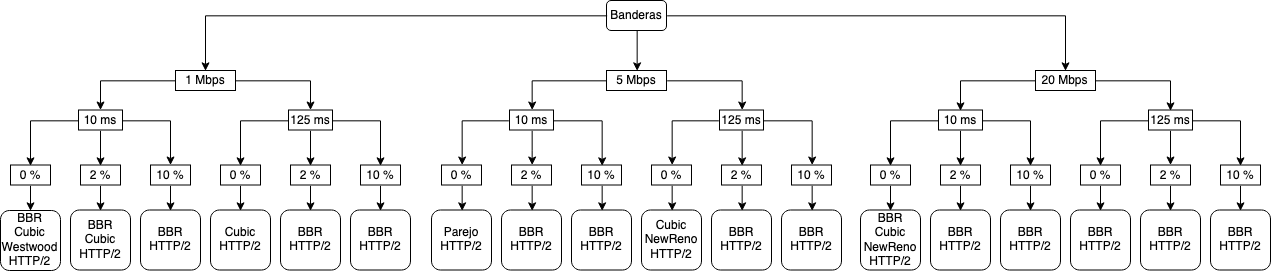 Banderas
1 Mbps
5 Mbps
20 Mbps
10 ms
125 ms
10 ms
125 ms
10 ms
125 ms
0 %
2 %
10 %
0 %
2 %
10 %
0 %
2 %
10 %
0 %
2 %
10 %
0 %
2 %
10 %
0 %
2 %
10 %
BBR
Cubic
Westwood
HTTP/2
BBR
Cubic
HTTP/2
BBR
HTTP/2
Cubic
HTTP/2
BBR
HTTP/2
BBR
HTTP/2
Parejo
HTTP/2
BBR
HTTP/2
BBR
HTTP/2
Cubic
NewReno
HTTP/2
BBR
HTTP/2
BBR
HTTP/2
BBR
Cubic
NewReno
HTTP/2
BBR
HTTP/2
BBR
HTTP/2
BBR
HTTP/2
BBR
HTTP/2
BBR
HTTP/2